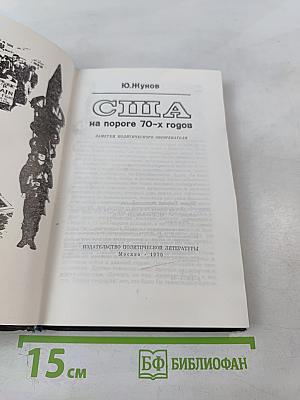 Ю.Жуков
США
на пороге 70-х годов
ЗАМЕТКИ ПОЛИТИЧЕСКОГО ОБОЗРЕВАТЕЛЯ
ИЗДАТЕЛЬСТВО ПОЛИТИЧЕСКОЙ ЛИТЕРАТУРЫ
Москва • 1970
15 см
БФ БИБЛИОФАН